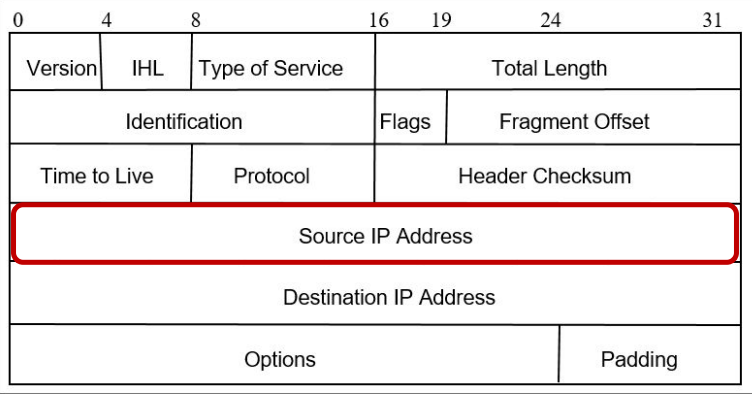 0 4 8 16 19 24 31
Version IHL Type of Service Total Length
Identification Flags Fragment Offset
Time to Live Protocol Header Checksum
Source IP Address
Destination IP Address
Options Padding